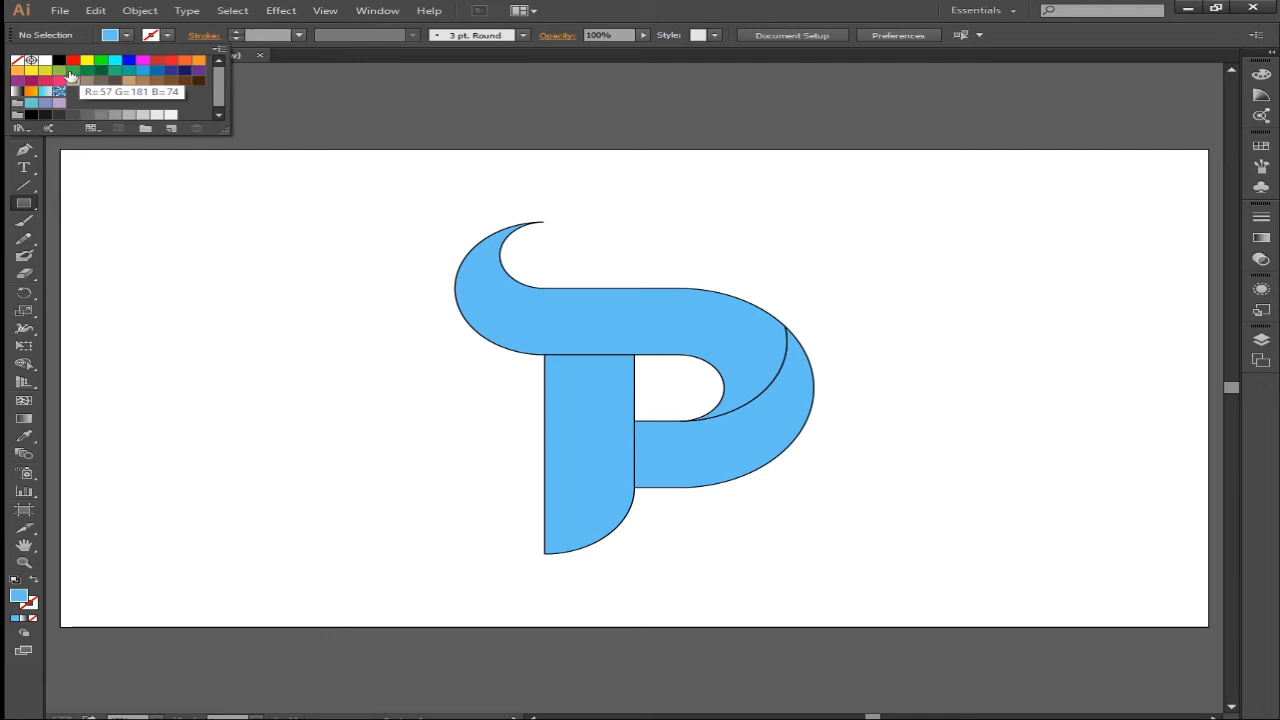 Ai File Edit Object Type Select Effect View Window Help Br Essentials
No Selection Stroke: 3 pt. Round Opacity: 100% Style: Document Setup Preferences
R=57 G=181 B=74
T